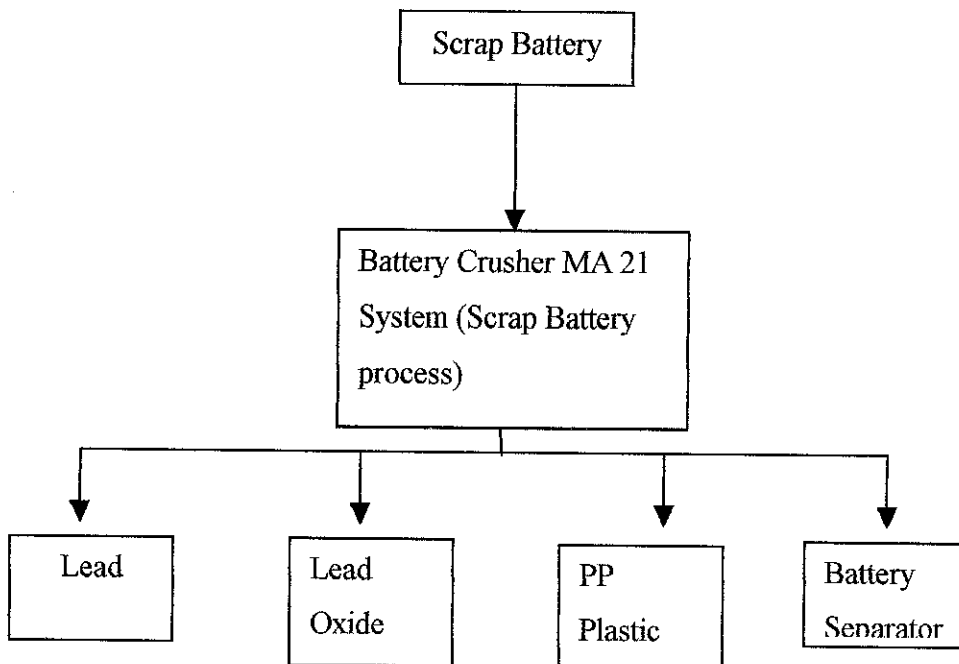 Scrap Battery
Battery Crusher MA 21
System (Scrap Battery
process)
Lead
Lead
Oxide
PP
Plastic
Battery
Separator